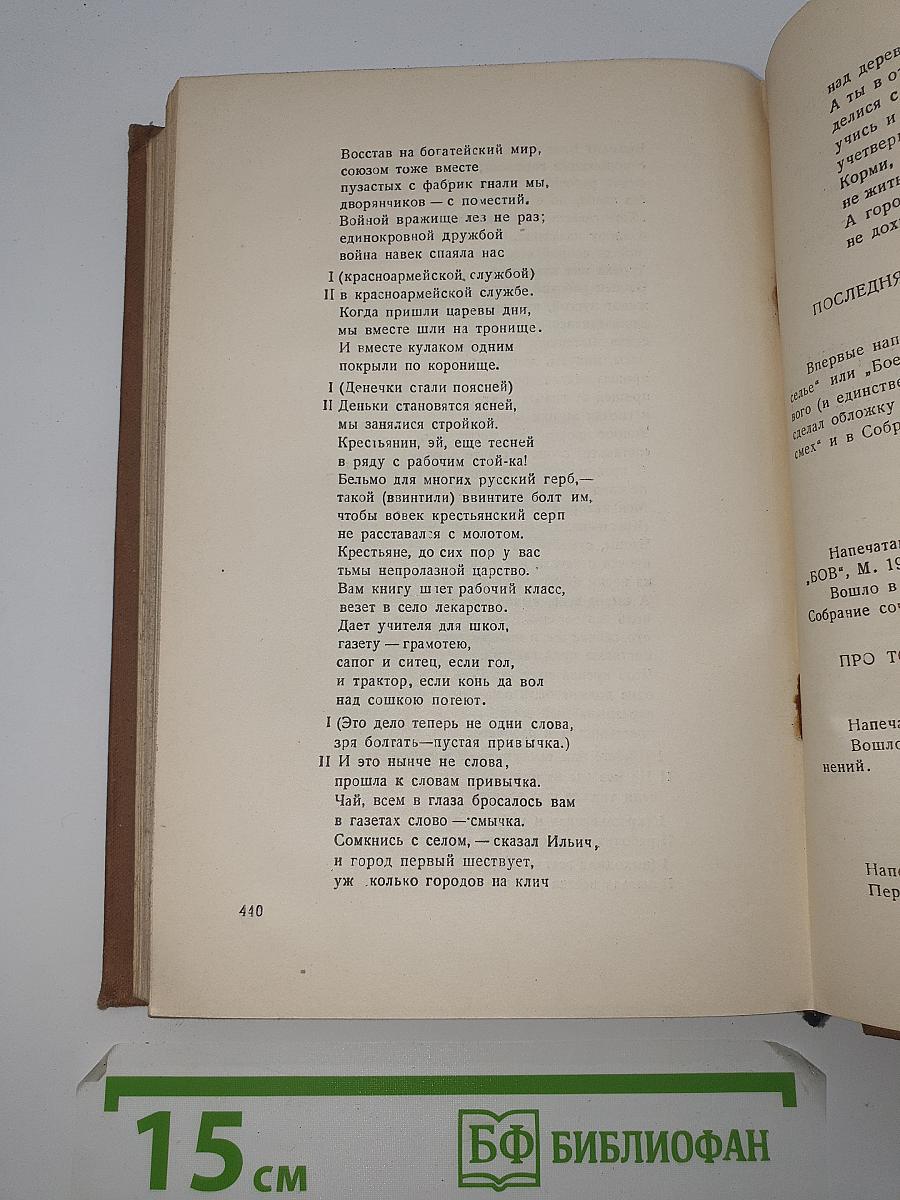 Восстав на богатейский мир,
союзом тоже вместе
пузастых с фабрик гнали мы,
дворянчиков — с поместий.
Войной вражище лез не раз;
единокровной дружбой
война навек спаяла нас
I (красноармейской службой)
II в красноармейской службе.
Когда пришли царевы дни,
мы вместе шли на тронище.
И вместе кулаком одним
покрыли по коронище.
I (Денечки стали поясней)
II Деньки становятся ясней,
мы занялися стройкой.
Крестьянин, эй, еще тесней
в ряду с рабочим стой-ка!
Бельмо для многих русский герб,—
такой (ввинтили) ввинтите болт им,
чтобы вовек крестьянский серп
не расставался с молотом.
Крестьяне, до сих пор у вас
тьмы непролазной царство.
Вам книгу шлет рабочий класс,
везет в село лекарство.
Дает учителя для школ,
газету — грамотею,
сапог и ситец, если гол,
и трактор, если конь да вол
над сошкою потеют.
I (Это дело теперь не одни слова,
зря болтать—пустая привычка.)
II И это нынче не слова,
прошла к словам привычка.
Чай, всем в глаза бросалось вам
в газетах слово — смычка.
Сомкнись с селом, — сказал Ильич,
и город первый шествует,
уж колько городов на клич
440
над дерев
А ты в от
делися с
учись и
учетвер
Корми,
не жить
А горо
не дох
ПОСЛЕДНЯ
Впервые нап
селье“ или „Бое
вого (и единстве
сделал обложку
смех“ и в Собр
Напечата
„БОВ“, М. 19
Вошло в
Собрание соч
ПРО ТО
Напеча
Вошло
нений.
Напе
Пер
15 см
БФ БИБЛИОФАН